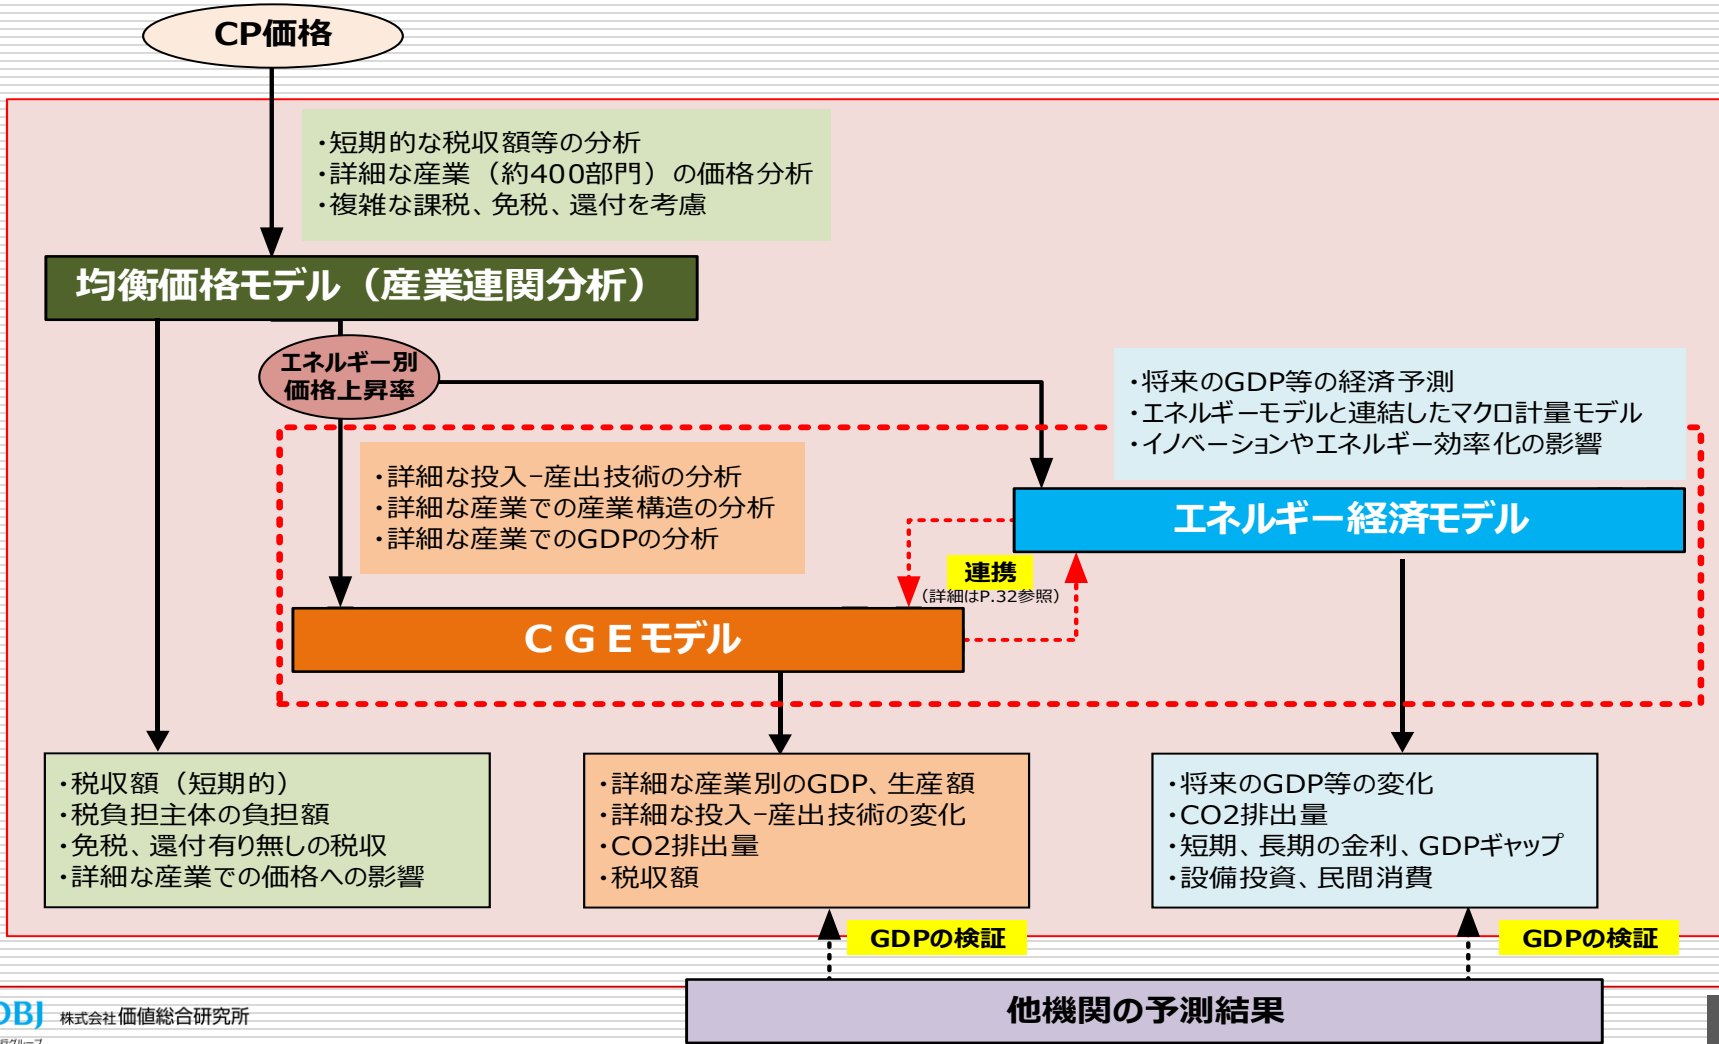 CP価格
・短期的な税収額等の分析
・詳細な産業（約400部門）の価格分析
・複雑な課税、免税、還付を考慮
均衡価格モデル（産業連関分析）
エネルギー別
価格上昇率
・将来のGDP等の経済予測
・エネルギーモデルと連結したマクロ計量モデル
・イノベーションやエネルギー効率化の影響
・詳細な投入-産出技術の分析
・詳細な産業での産業構造の分析
・詳細な産業でのGDPの分析
エネルギー経済モデル
連携
（詳細はP.32参照）
ＣＧＥモデル
・税収額（短期的）
・税負担主体の負担額
・免税、還付有り無しの税収
・詳細な産業での価格への影響
・詳細な産業別のGDP、生産額
・詳細な投入-産出技術の変化
・CO2排出量
・税収額
・将来のGDP等の変化
・CO2排出量
・短期、長期の金利、GDPギャップ
・設備投資、民間消費
GDPの検証
GDPの検証
他機関の予測結果
DBJ 株式会社価値総合研究所